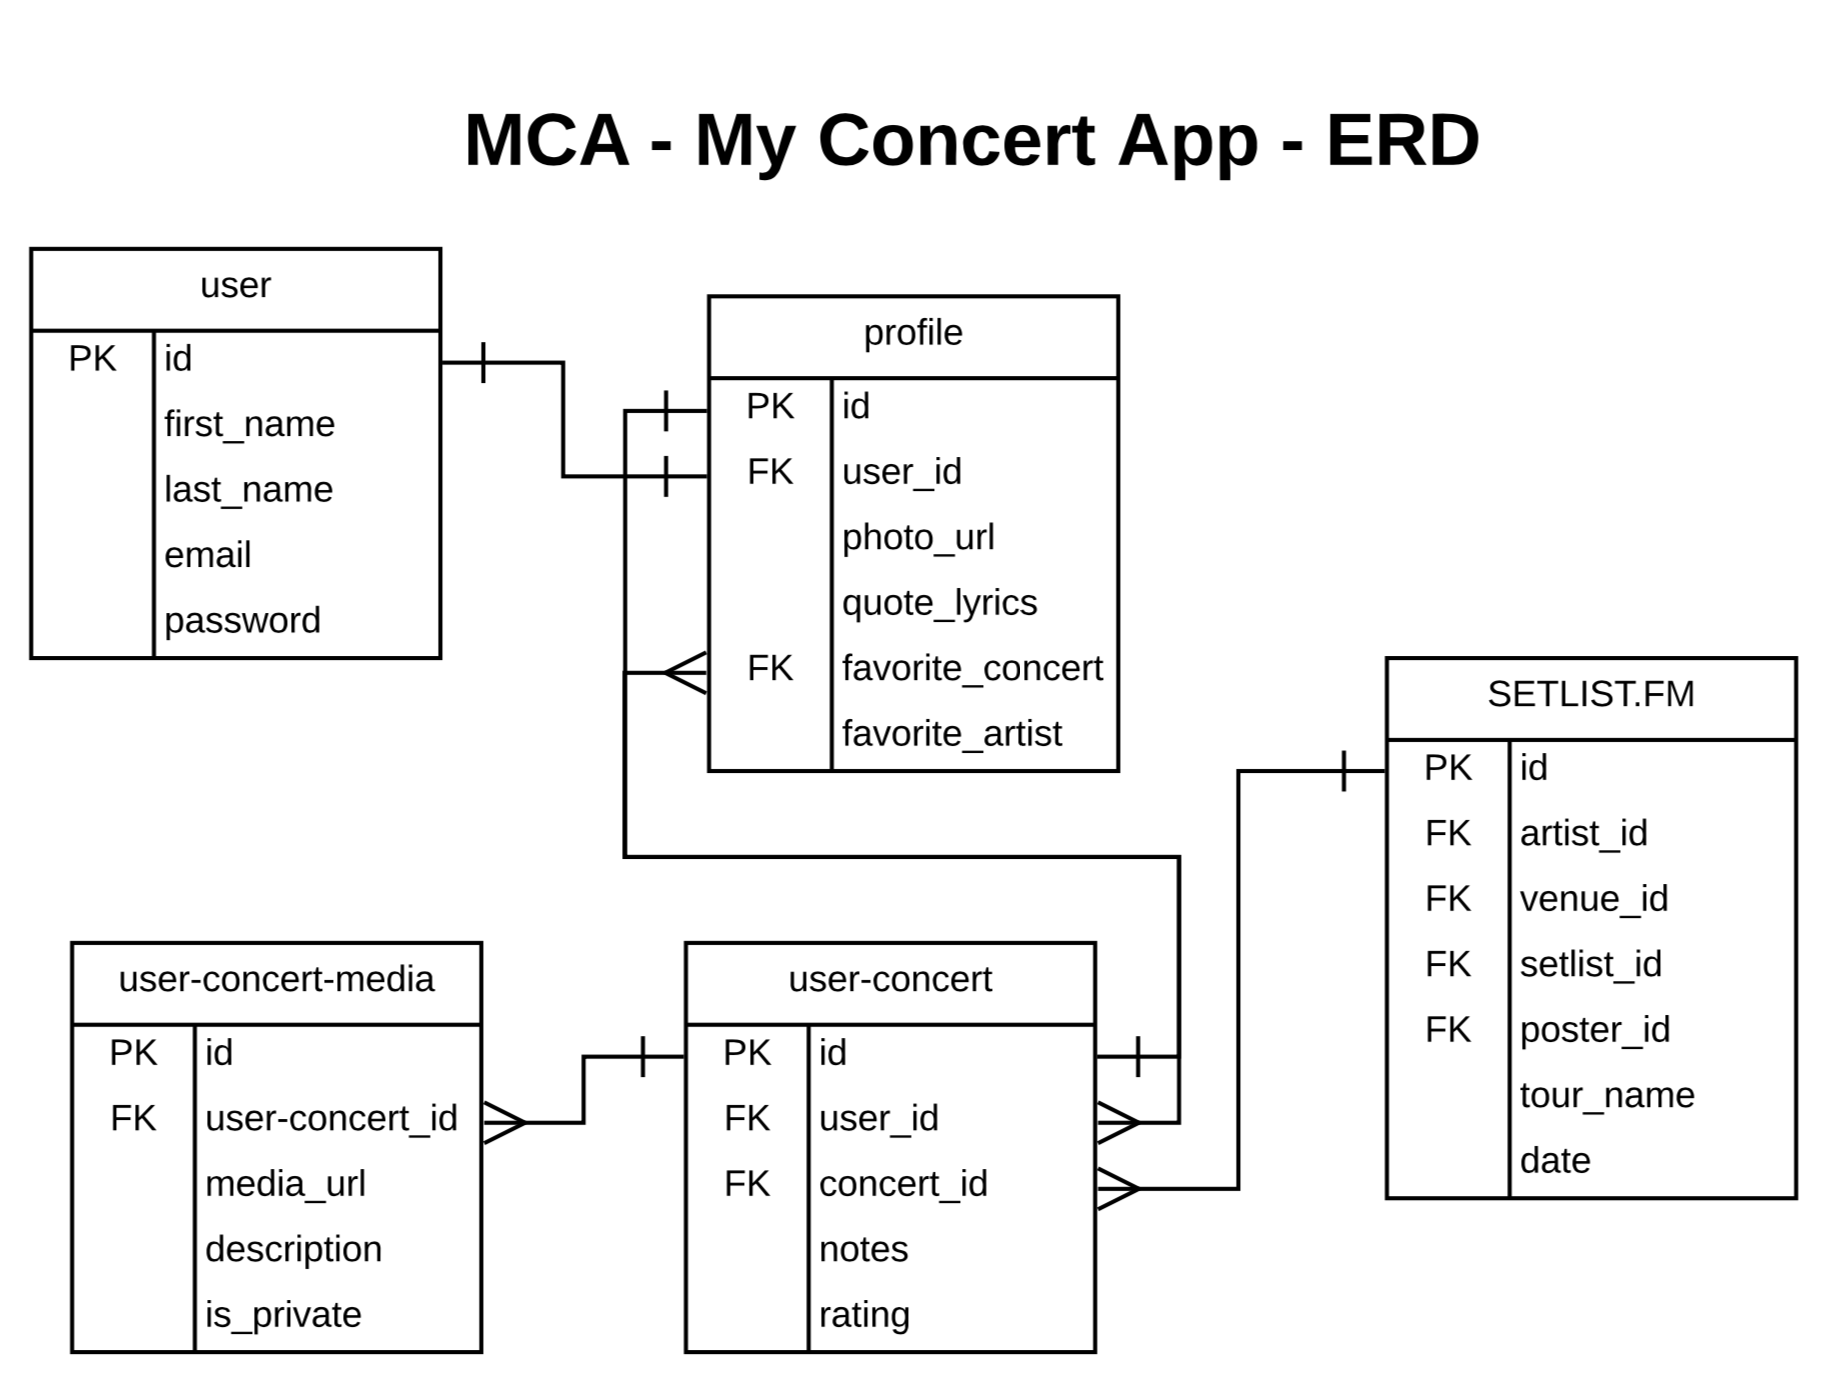 MCA - My Concert App - ERD
user
PK id
first_name
last_name
email
password
profile
PK id
FK user_id
photo_url
quote_lyrics
FK favorite_concert
favorite_artist
SETLIST.FM
PK id
FK artist_id
FK venue_id
FK setlist_id
FK poster_id
tour_name
date
user-concert-media
PK id
FK user-concert_id
media_url
description
is_private
user-concert
PK id
FK user_id
FK concert_id
notes
rating